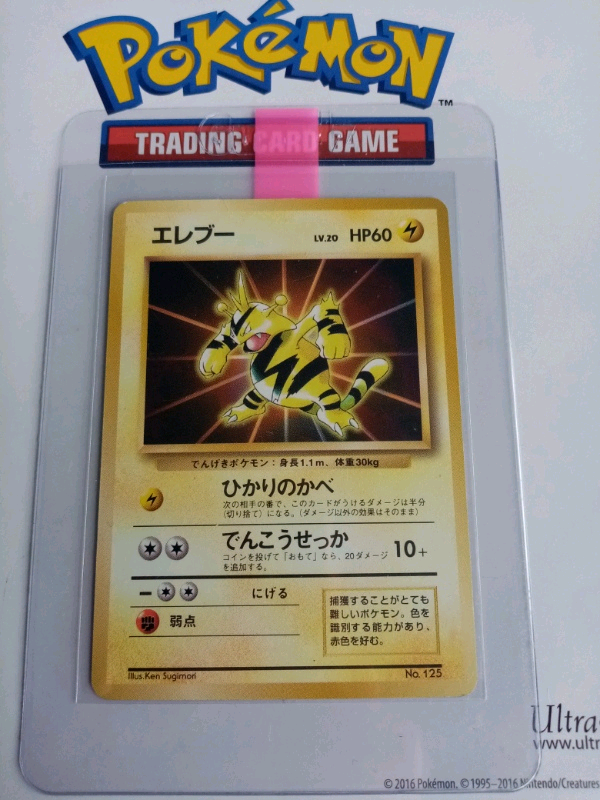 POKÉMON
TM
TRADING CARD GAME
エレブー LV.20 HP60
でんげきポケモン：身長1.1m、体重30kg
ひかりのかべ
次の相手の番で、このカードがうけるダメージは半分
(切り捨て)になる。(ダメージ以外の効果はそのまま)
でんこうせっか 10+
コインを投げて「おもて」なら、20ダメージ
を追加する。
にげる
弱点
捕獲することがとても
難しいポケモン。色を
識別する能力があり、
赤色を好む。
Illus.Ken Sugimori No. 125
Ultra
www.ultr
© 2016 Pokémon. © 1995–2016 Nintendo/Creatures